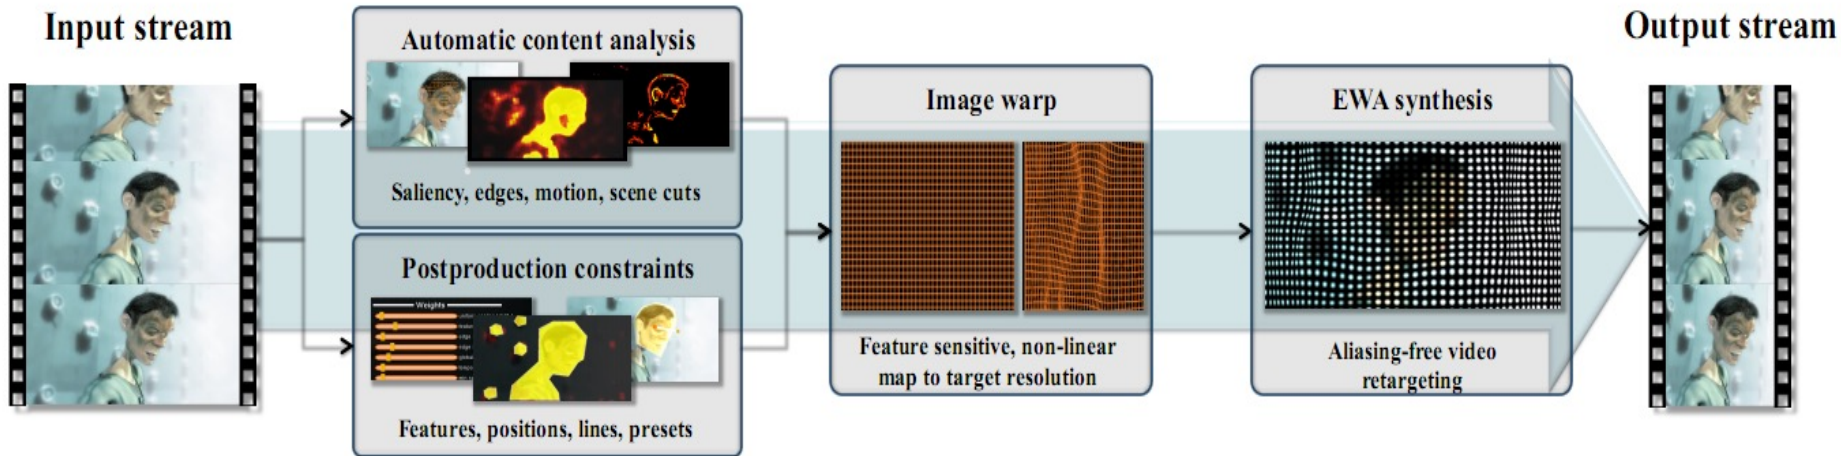 Input stream
Automatic content analysis
Saliency, edges, motion, scene cuts
Postproduction constraints
Weights
Features, positions, lines, presets
Image warp
Feature sensitive, non-linear
map to target resolution
EWA synthesis
Aliasing-free video
retargeting
Output stream